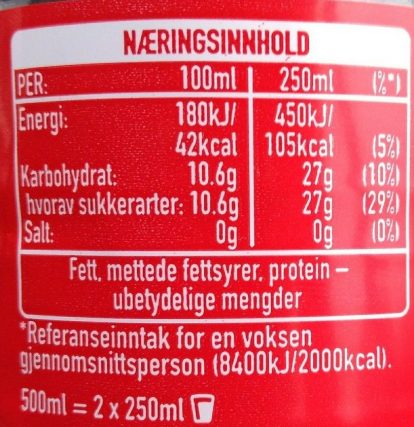 NÆRINGSINNHOLD
PER: 100ml 250ml (%*)
Energi: 180kJ/ 450kJ/
42kcal 105kcal (5%)
Karbohydrat: 10.6g 27g (10%)
hvorav sukkerarter: 10.6g 27g (29%)
Salt: 0g 0g (0%)
Fett, mettede fettsyrer, protein –
ubetydelige mengder
*Referanseinntak for en voksen
gjennomsnittsperson (8400kJ/2000kcal).
500ml = 2 x 250ml